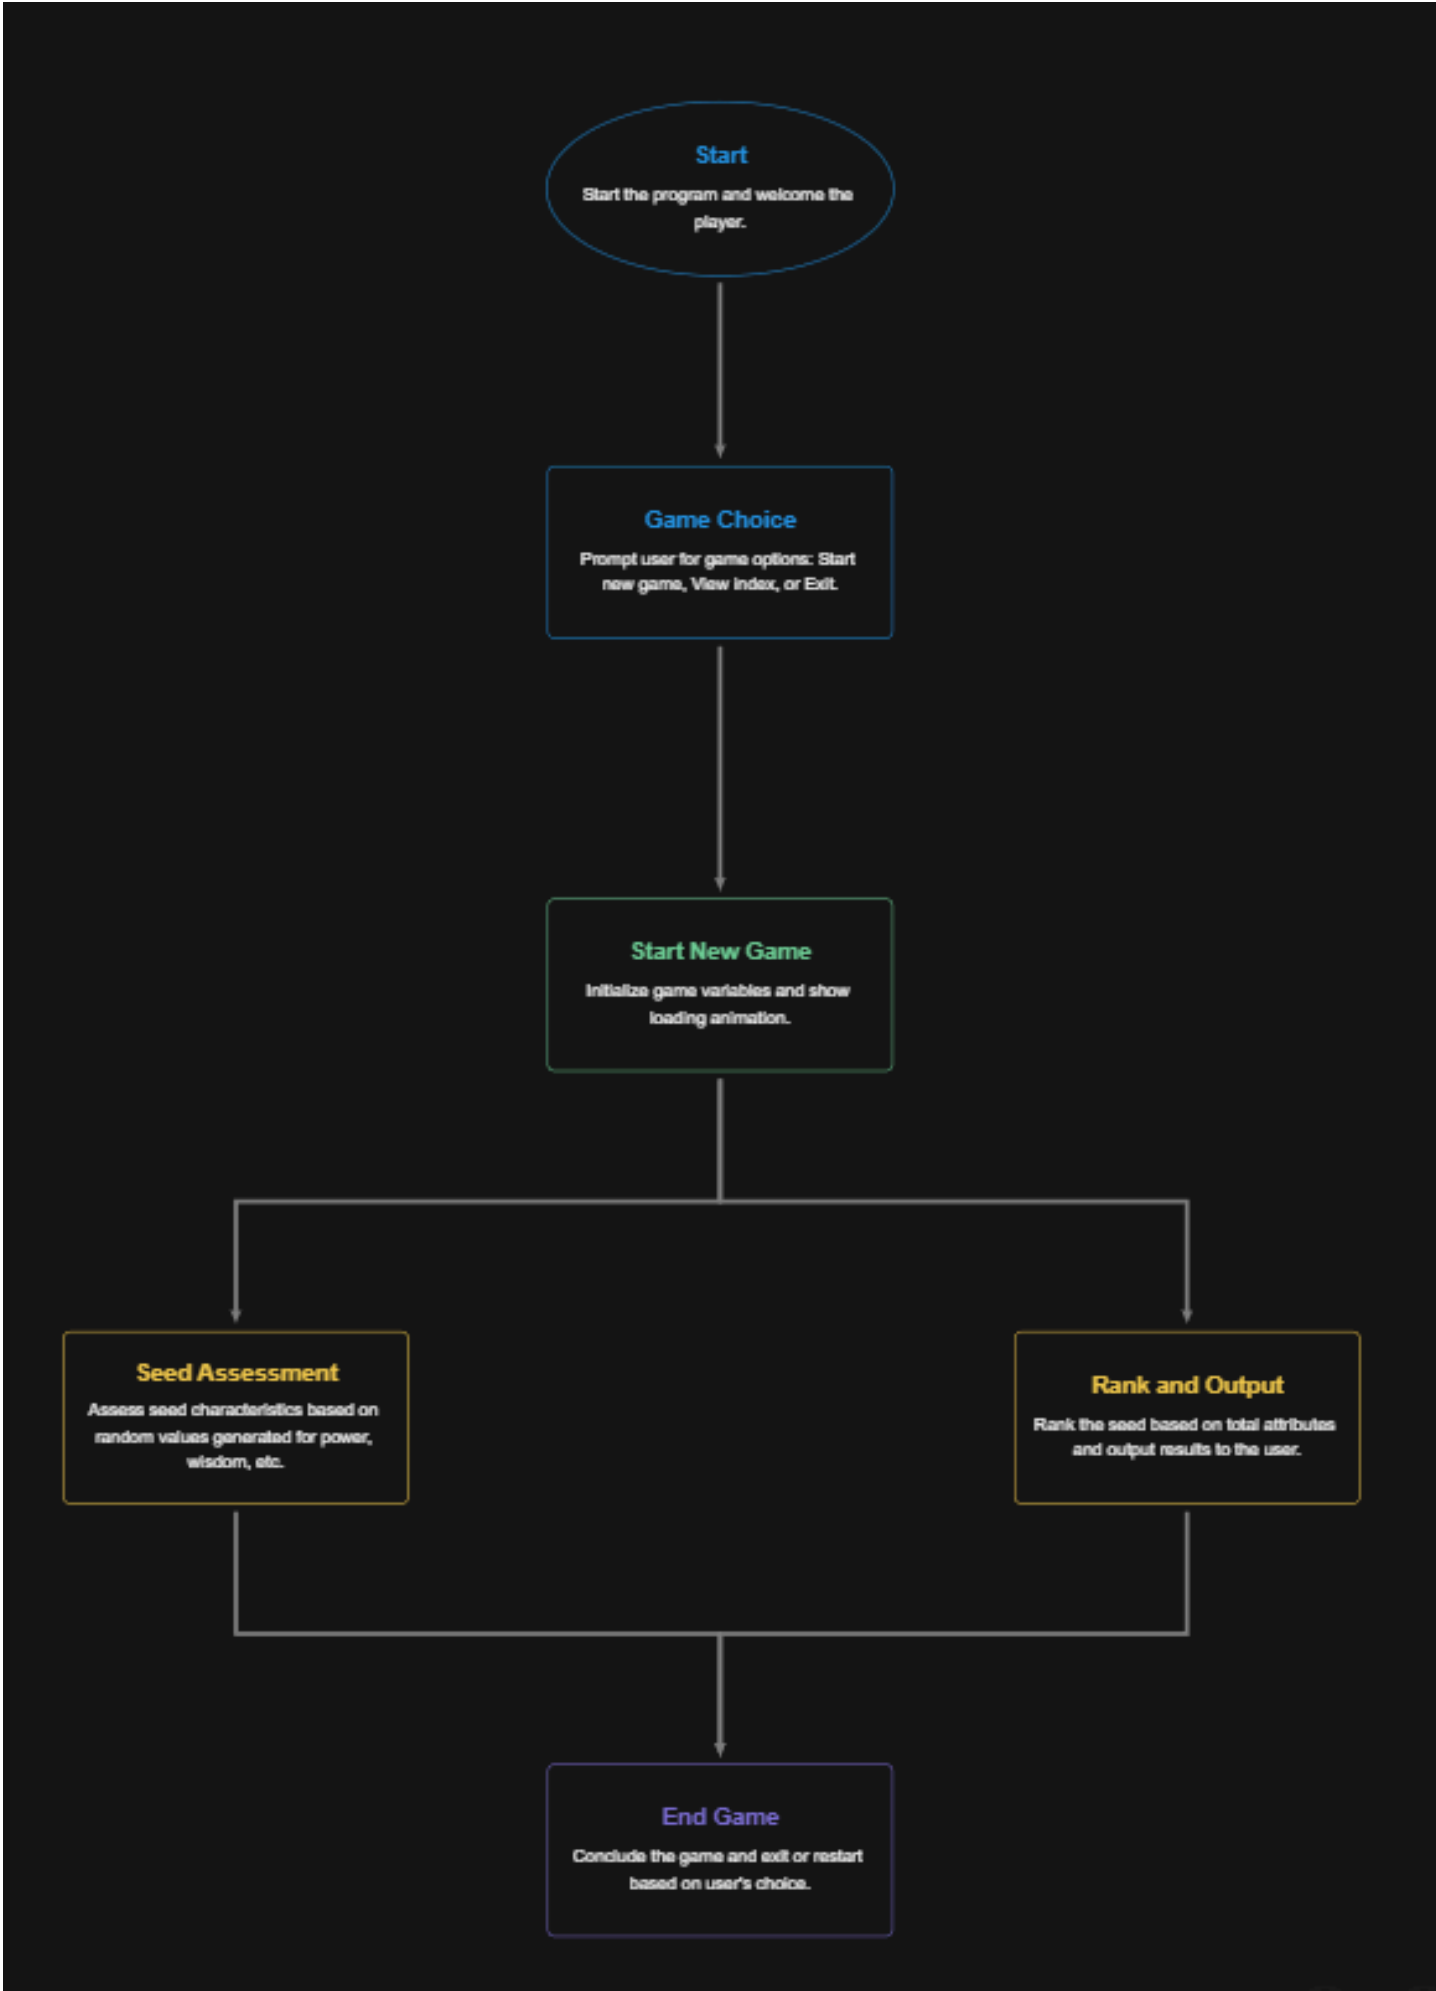 Start
Start the program and welcome the
player.
Game Choice
Prompt user for game options: Start
new game, View Index, or Exit.
Start New Game
Initialize game variables and show
loading animation.
Seed Assessment
Assess seed characteristics based on
random values generated for power,
wisdom, etc.
Rank and Output
Rank the seed based on total attributes
and output results to the user.
End Game
Conclude the game and exit or restart
based on user's choice.